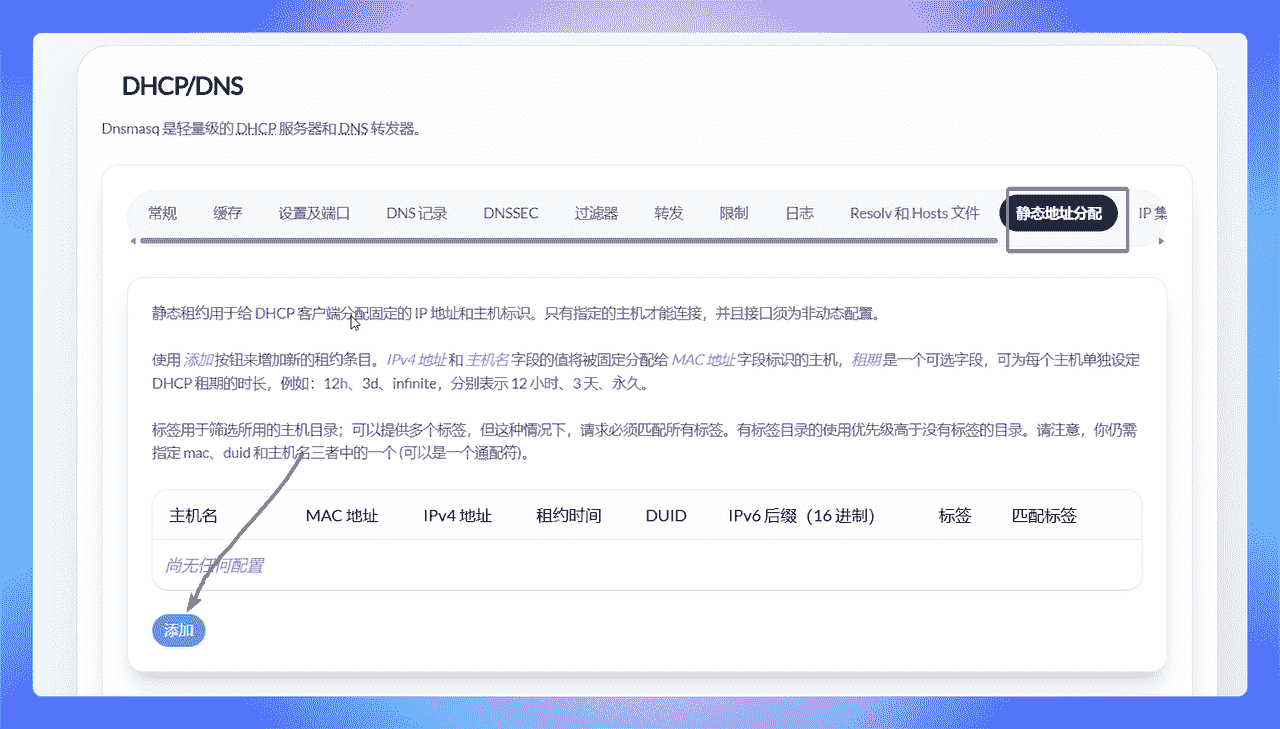 DHCP/DNS
Dnsmasq 是轻量级的 DHCP 服务器和 DNS 转发器。
常规 缓存 设置及端口 DNS 记录 DNSSEC 过滤器 转发 限制 日志 Resolv 和 Hosts 文件 静态地址分配 IP 集
静态租约用于给 DHCP 客户端分配固定的 IP 地址和主机标识。只有指定的主机才能连接，并且接口须为非动态配置。
使用 添加 按钮来增加新的租约条目。IPv4 地址 和 主机名 字段的值将被固定分配给 MAC 地址 字段标识的主机，租期 是一个可选字段，可为每个主机单独设定
DHCP 租期的时长，例如：12h、3d、infinite，分别表示 12 小时、3 天、永久。
标签用于筛选所用的主机目录；可以提供多个标签，但这种情况下，请求必须匹配所有标签。有标签目录的使用优先级高于没有标签的目录。请注意，你仍需
指定 mac、duid 和主机名三者中的一个 (可以是一个通配符)。
主机名 MAC 地址 IPv4 地址 租约时间 DUID IPv6 后缀（16 进制） 标签 匹配标签
尚无任何配置
添加